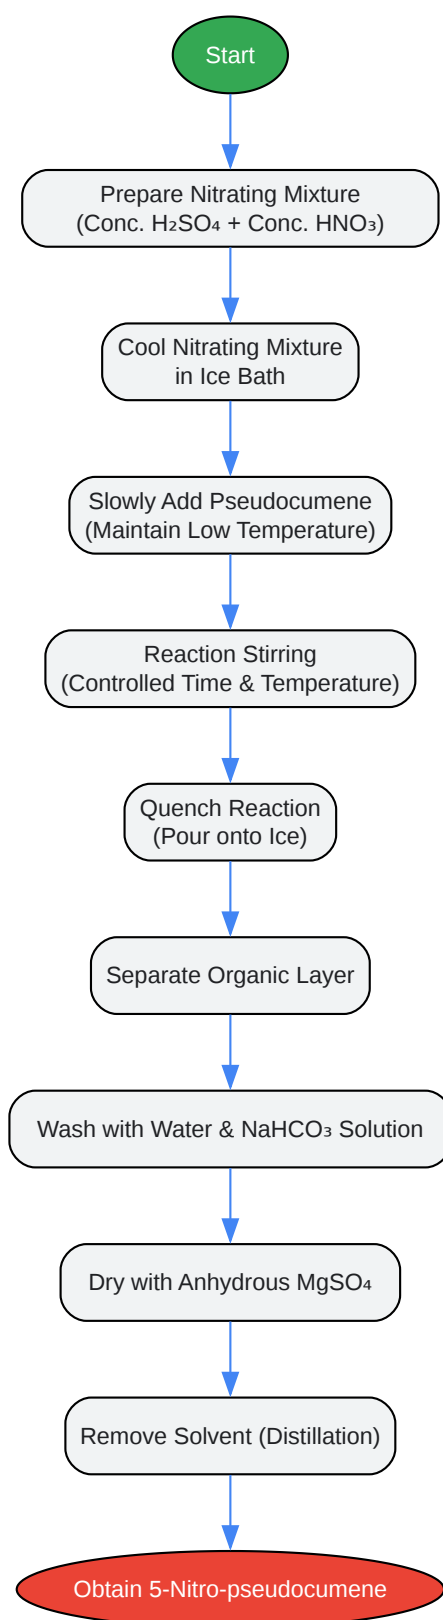 Start
Prepare Nitrating Mixture
(Conc. H₂SO₄ + Conc. HNO₃)
Cool Nitrating Mixture
in Ice Bath
Slowly Add Pseudocumene
(Maintain Low Temperature)
Reaction Stirring
(Controlled Time & Temperature)
Quench Reaction
(Pour onto Ice)
Separate Organic Layer
Wash with Water & NaHCO₃ Solution
Dry with Anhydrous MgSO₄
Remove Solvent (Distillation)
Obtain 5-Nitro-pseudocumene